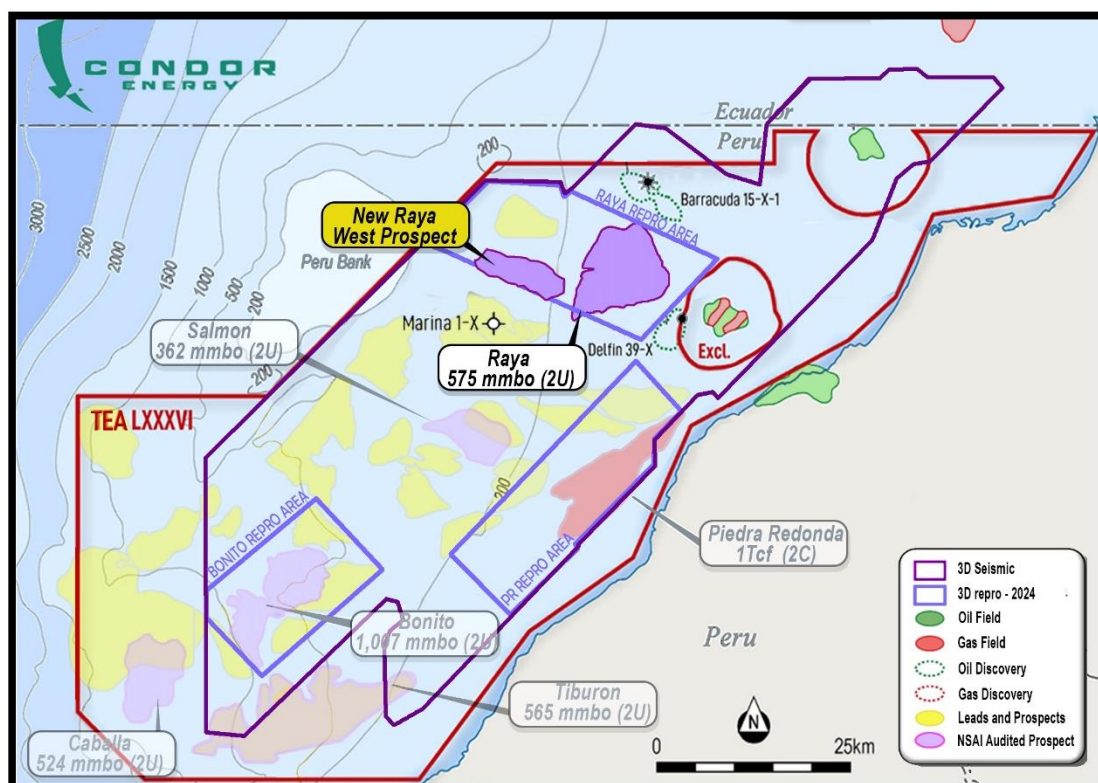 CONDOR
ENERGY
Ecuador
Peru
200
3000
2500
2000
1500
1000
500
200
Barracuda 15-X-1
RAYA REPRO AREA
New Raya
West Prospect
Peru Bank
Marina 1-X
Delfin 39-X
Excl.
Salmon
362 mmbo (2U)
Raya
575 mmbo (2U)
200
TEA LXXXVI
200
BONITO REPRO AREA
PR REPRO AREA
Piedra Redonda
1Tcf (2C)
Bonito
1,007 mmbo (2U)
Peru
Tiburon
565 mmbo (2U)
Caballa
524 mmbo (2U)
N
0 25km
3D Seismic
3D repro - 2024
Oil Field
Gas Field
Oil Discovery
Gas Discovery
Leads and Prospects
NSAI Audited Prospect